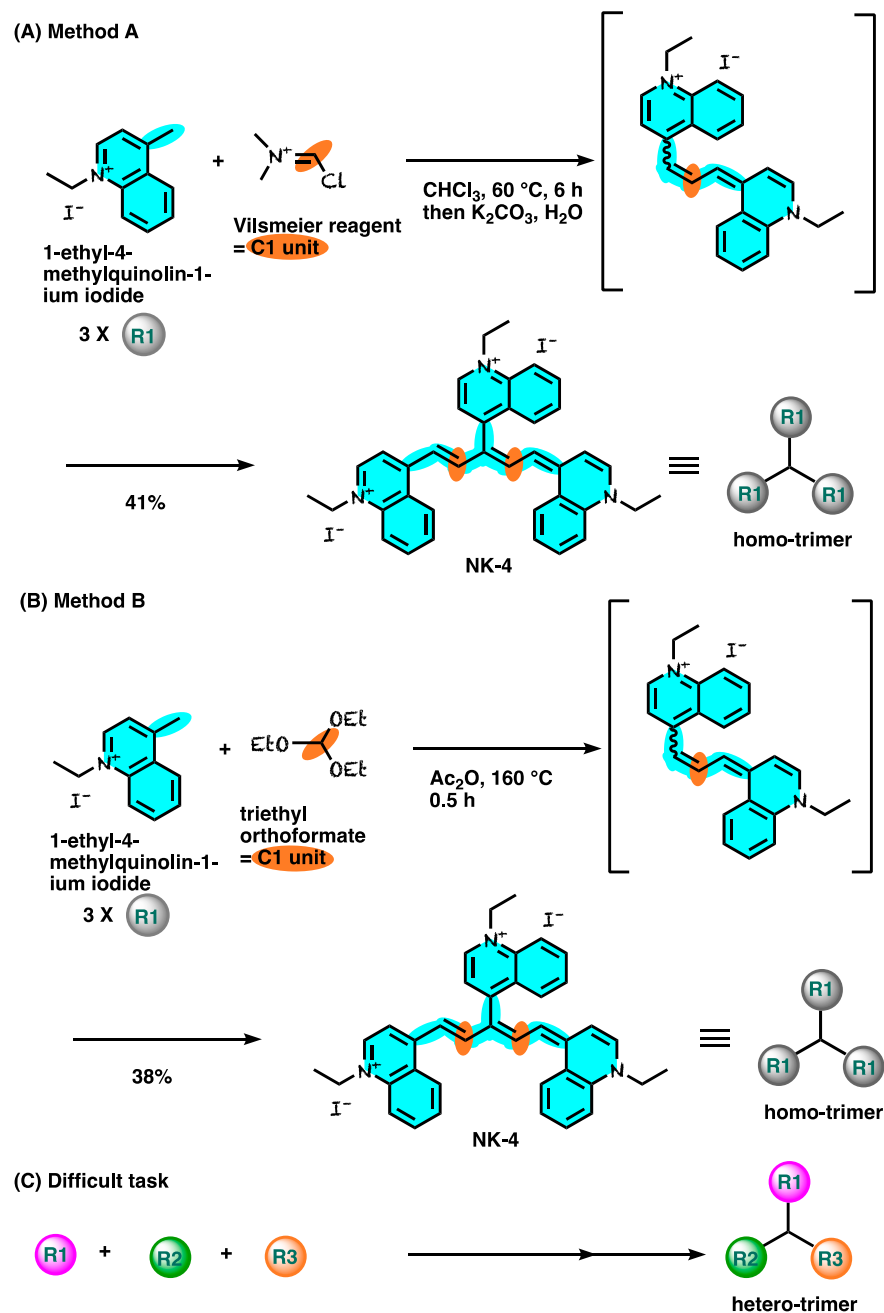 (A) Method A
N+
I-
+
N+
Cl
CHCl3, 60 °C, 6 h
then K2CO3, H2O
N+
I-
N
1-ethyl-4-
methylquinolin-1-
ium iodide
3 X R1
Vilsmeier reagent
= C1 unit
41%
N+
I-
N+
I-
N
NK-4
R1
R1
R1
homo-trimer
(B) Method B
N+
I-
+
EtO
OEt
OEt
Ac2O, 160 °C
0.5 h
N+
I-
N
1-ethyl-4-
methylquinolin-1-
ium iodide
3 X R1
triethyl
orthoformate
= C1 unit
38%
N+
I-
N+
I-
N
NK-4
R1
R1
R1
homo-trimer
(C) Difficult task
R1 + R2 + R3
R1
R2
R3
hetero-trimer